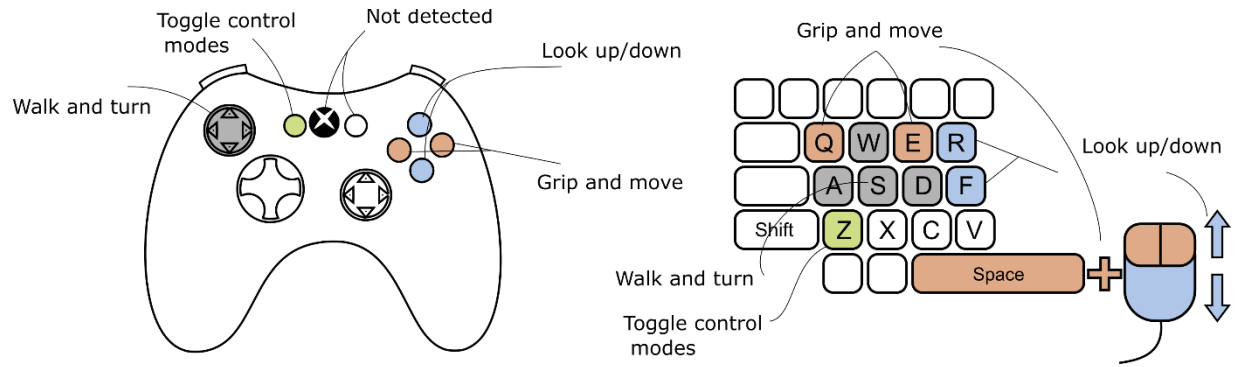 Toggle control
modes
Not detected
Look up/down
Walk and turn
Grip and move
Grip and move
Q W E R
Look up/down
A S D F
Shift Z X C V
Space
Walk and turn
Toggle control
modes